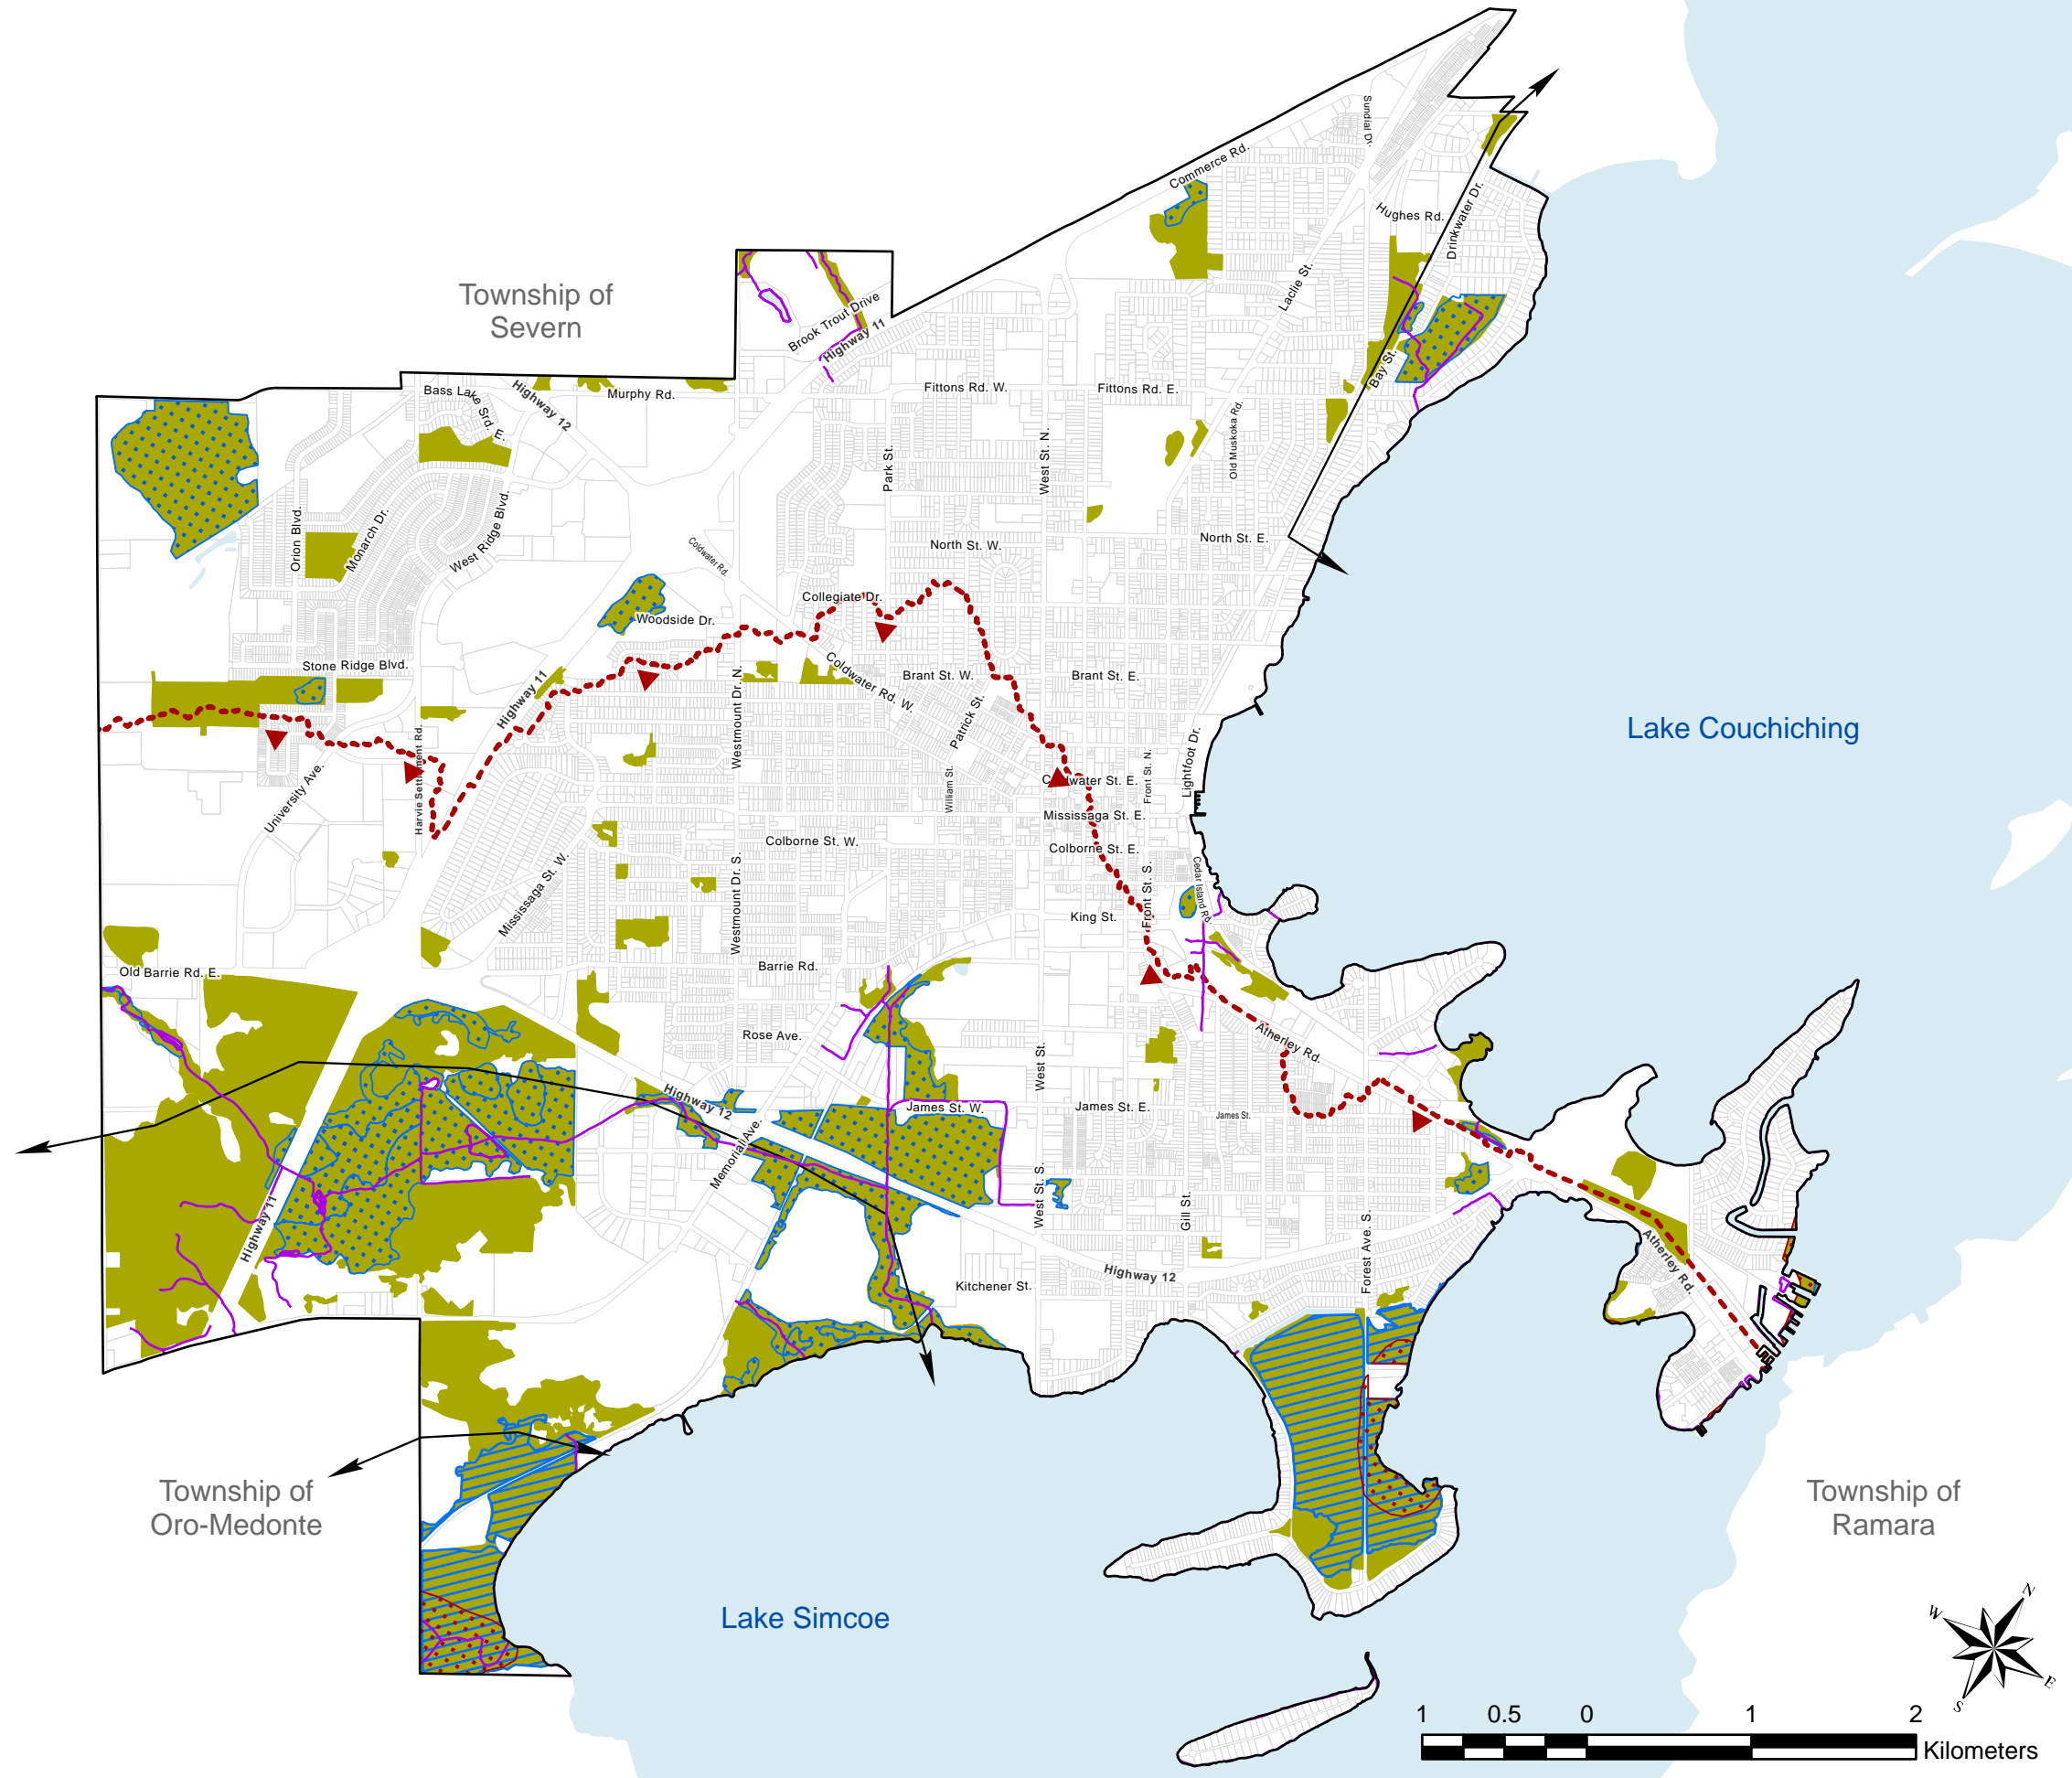 Sundial Dr.
Commerce Rd.
Hughes Rd.
Drinkwater Dr.
Township of
Severn
Laclie St.
Brook Trout Drive
Highway 11
Bay St.
Bass Lake Srd. E.
Highway 12
Murphy Rd.
Fittons Rd. W.
Fittons Rd. E.
Old Muskoka Rd.
Park St.
West St. N.
Orion Blvd.
Monarch Dr.
West Ridge Blvd.
Coldwater Rd.
North St. W.
North St. E.
Collegiate Dr.
Woodside Dr.
Stone Ridge Blvd.
Coldwater Rd. W.
Brant St. W.
Brant St. E.
Highway 11
Westmount Dr. N.
Patrick St.
Lake Couchiching
Harvie Settlement Rd.
University Ave.
William St.
Front St. N.
Lightfoot Dr.
Coldwater St. E.
Mississaga St. E.
Colborne St. W.
Colborne St. E.
Mississaga St. W.
Westmount Dr. S.
Front St. S.
Cedar Island Rd.
King St.
Barrie Rd.
Old Barrie Rd. E.
Rose Ave.
West St.
Atherley Rd.
Highway 12
Memorial Ave.
James St. W.
James St. E.
James St.
Highway 11
West St. S.
Gill St.
Forest Ave. S.
Atherley Rd.
Kitchener St.
Highway 12
Township of
Oro-Medonte
Township of
Ramara
Lake Simcoe
N
W
E
S
1 0.5 0 1 2
Kilometers